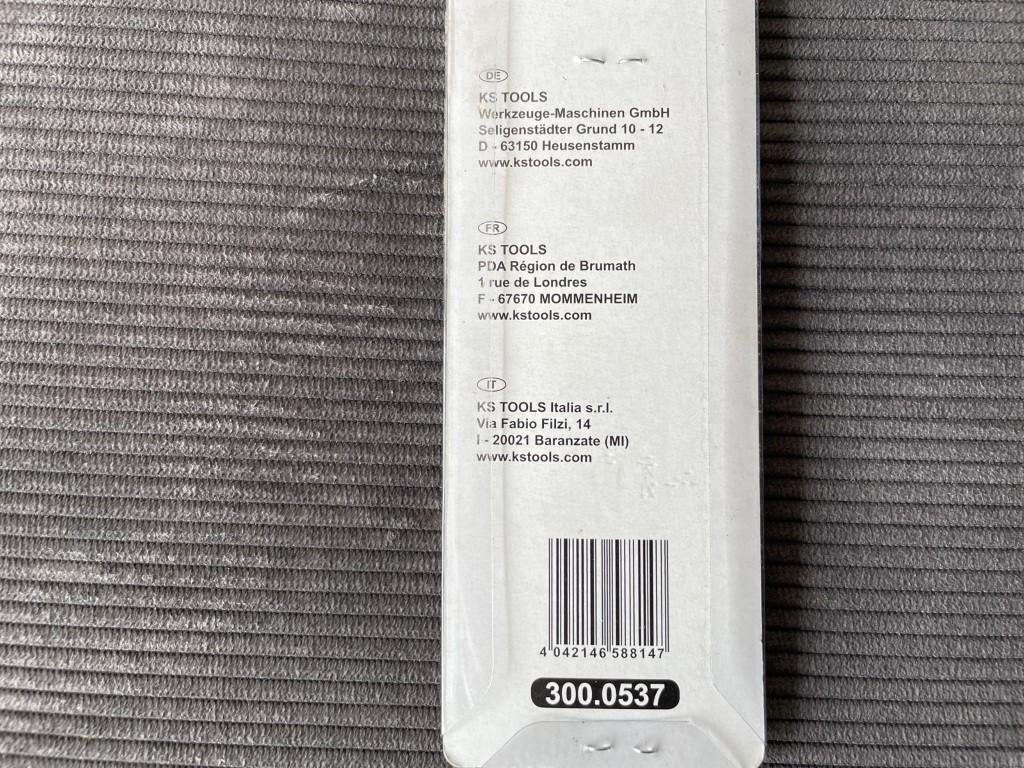 DE
KS TOOLS
Werkzeuge-Maschinen GmbH
Seligenstädter Grund 10 - 12
D - 63150 Heusenstamm
www.kstools.com
FR
KS TOOLS
PDA Région de Brumath
1 rue de Londres
F - 67670 MOMMENHEIM
www.kstools.com
IT
KS TOOLS Italia s.r.l.
Via Fabio Filzi, 14
I - 20021 Baranzate (MI)
www.kstools.com
4 042146 588147
300.0537